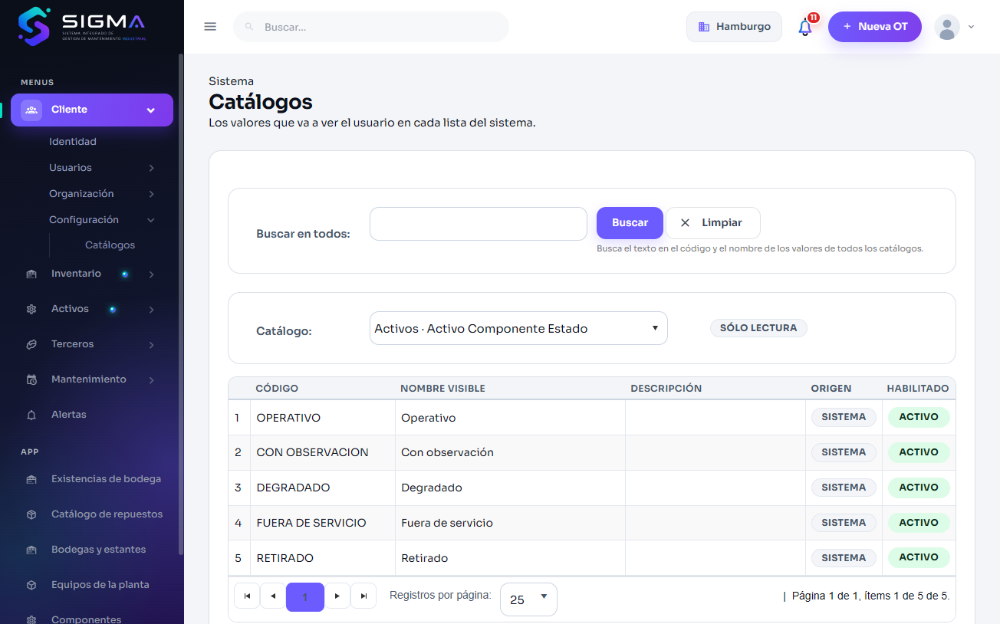 SIGMA
SISTEMA INTEGRADO DE
GESTIÓN DE MANTENIMIENTO INDUSTRIAL
Buscar...
Hamburgo
11
+ Nueva OT
MENUS
Cliente
Identidad
Usuarios
Organización
Configuración
Catálogos
Inventario
Activos
Terceros
Mantenimiento
Alertas
APP
Existencias de bodega
Catálogo de repuestos
Bodegas y estantes
Equipos de la planta
Componentes
Sistema
Catálogos
Los valores que va a ver el usuario en cada lista del sistema.
Buscar en todos:
Buscar
Limpiar
Busca el texto en el código y el nombre de los valores de todos los catálogos.
Catálogo:
Activos · Activo Componente Estado
SÓLO LECTURA
CÓDIGO NOMBRE VISIBLE DESCRIPCIÓN ORIGEN HABILITADO
1 OPERATIVO Operativo SISTEMA ACTIVO
2 CON OBSERVACION Con observación SISTEMA ACTIVO
3 DEGRADADO Degradado SISTEMA ACTIVO
4 FUERA DE SERVICIO Fuera de servicio SISTEMA ACTIVO
5 RETIRADO Retirado SISTEMA ACTIVO
1 Registros por página: 25 | Página 1 de 1, ítems 1 de 5 de 5.